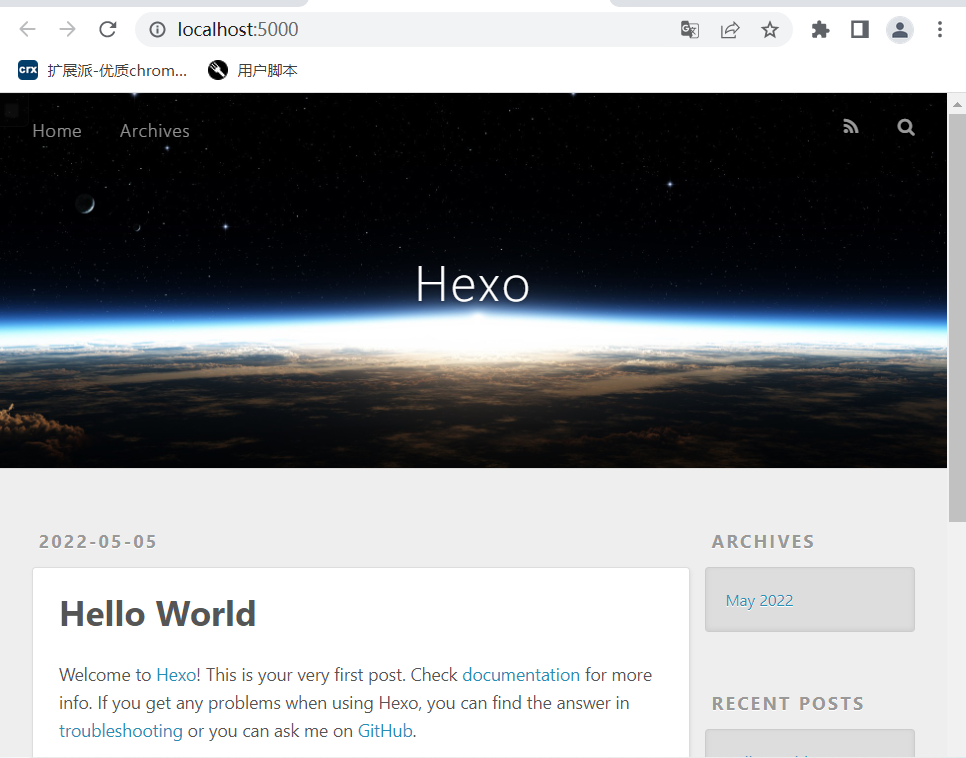 localhost:5000
crx 扩展派-优质chrom... 用户脚本
Home Archives
Hexo
2022-05-05
ARCHIVES
Hello World
May 2022
Welcome to Hexo! This is your very first post. Check documentation for more
info. If you get any problems when using Hexo, you can find the answer in
troubleshooting or you can ask me on GitHub.
RECENT POSTS